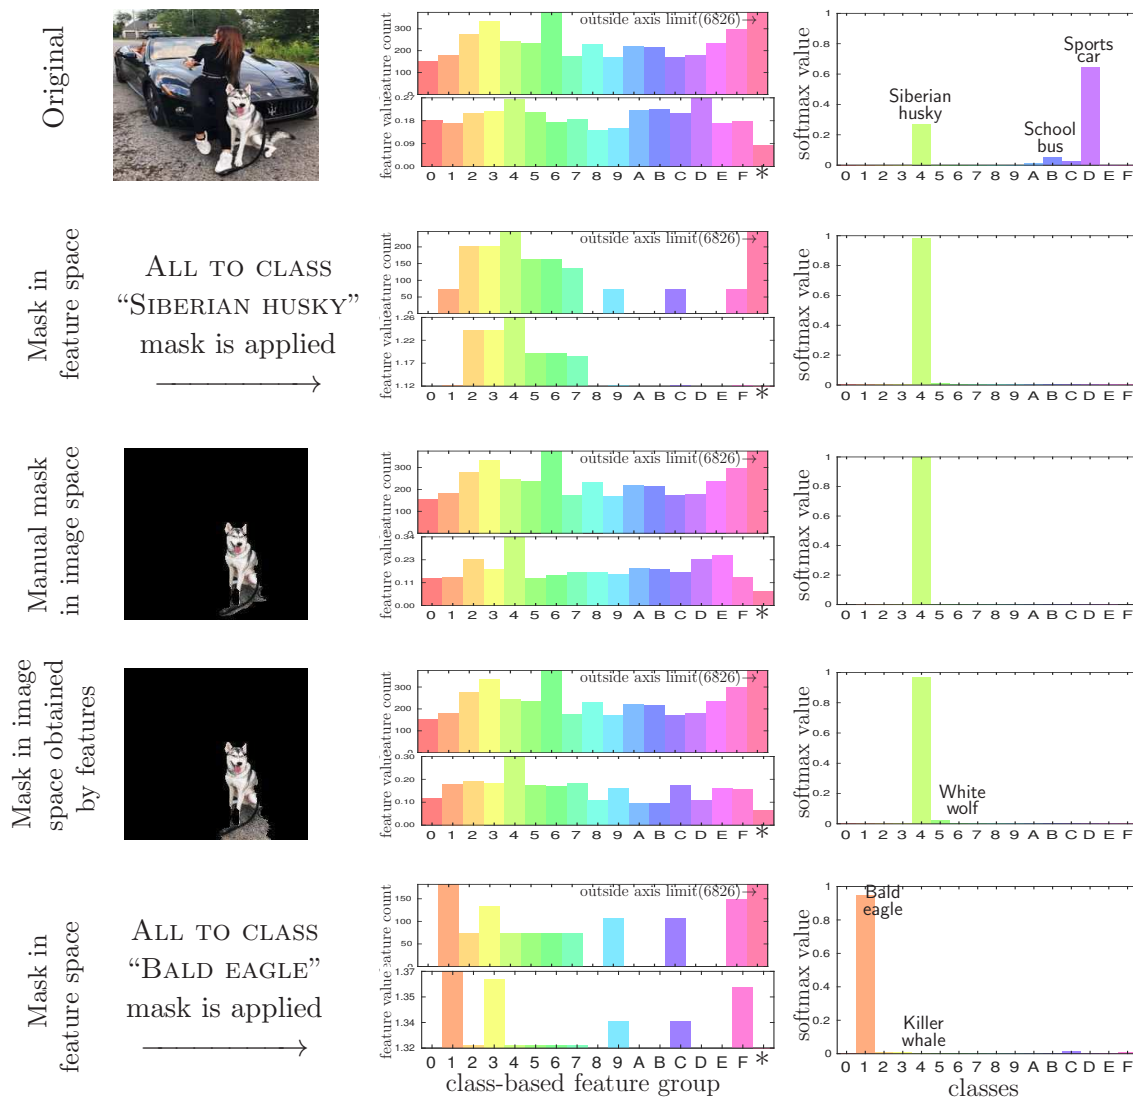 Original
feature count
300
200
100
0
outside axis limit(6826)→
feature value
0.27
0.18
0.09
0.00
0 1 2 3 4 5 6 7 8 9 A B C D E F *
softmax value
1
0.8
0.6
0.4
0.2
0
Siberian
husky
School
bus
Sports
car
0 1 2 3 4 5 6 7 8 9 A B C D E F
Mask in
feature space
ALL TO CLASS
“SIBERIAN HUSKY”
mask is applied
feature count
200
150
100
50
outside axis limit(6826)→
feature value
1.26
1.22
1.17
1.12
0 1 2 3 4 5 6 7 8 9 A B C D E F *
softmax value
1
0.8
0.6
0.4
0.2
0
0 1 2 3 4 5 6 7 8 9 A B C D E F
Manual mask
in image space
feature count
300
200
100
0
outside axis limit(6826)→
feature value
0.34
0.23
0.11
0.00
0 1 2 3 4 5 6 7 8 9 A B C D E F *
softmax value
1
0.8
0.6
0.4
0.2
0
0 1 2 3 4 5 6 7 8 9 A B C D E F
Mask in image
space obtained
by features
feature count
300
200
100
0
outside axis limit(6826)→
feature value
0.30
0.20
0.10
0.00
0 1 2 3 4 5 6 7 8 9 A B C D E F *
softmax value
1
0.8
0.6
0.4
0.2
0
White
wolf
0 1 2 3 4 5 6 7 8 9 A B C D E F
Mask in
feature space
ALL TO CLASS
“BALD EAGLE”
mask is applied
feature count
150
100
50
0
outside axis limit(6826)→
feature value
1.37
1.35
1.34
1.32
0 1 2 3 4 5 6 7 8 9 A B C D E F *
class-based feature group
softmax value
1
0.8
0.6
0.4
0.2
0
Bald
eagle
Killer
whale
0 1 2 3 4 5 6 7 8 9 A B C D E F
classes